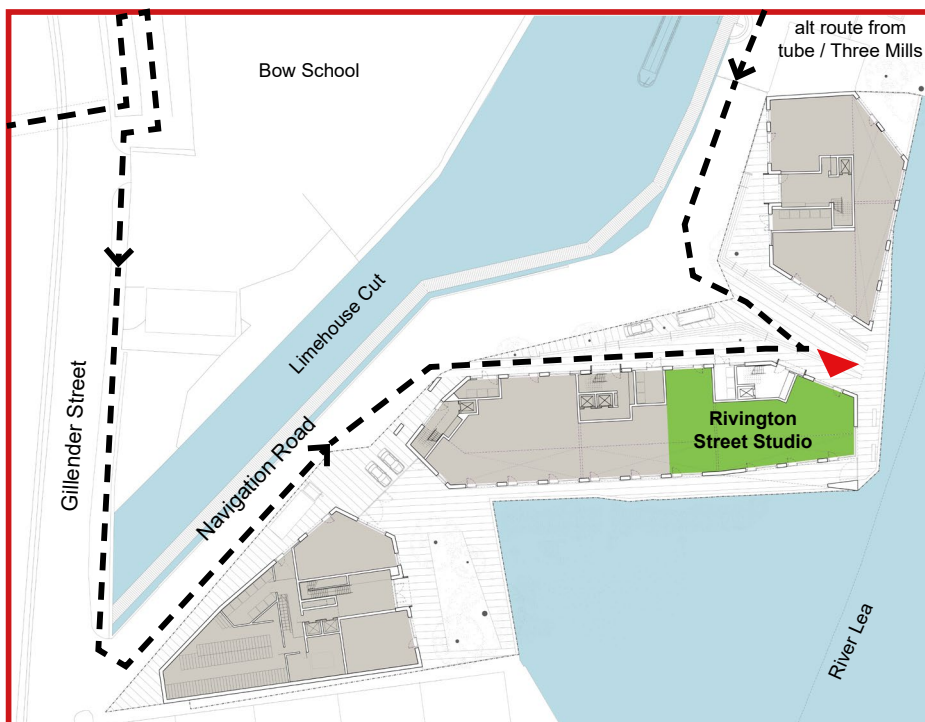 alt route from
tube / Three Mills
Bow School
Limehouse Cut
Gillender Street
Navigation Road
Rivington
Street Studio
River Lea